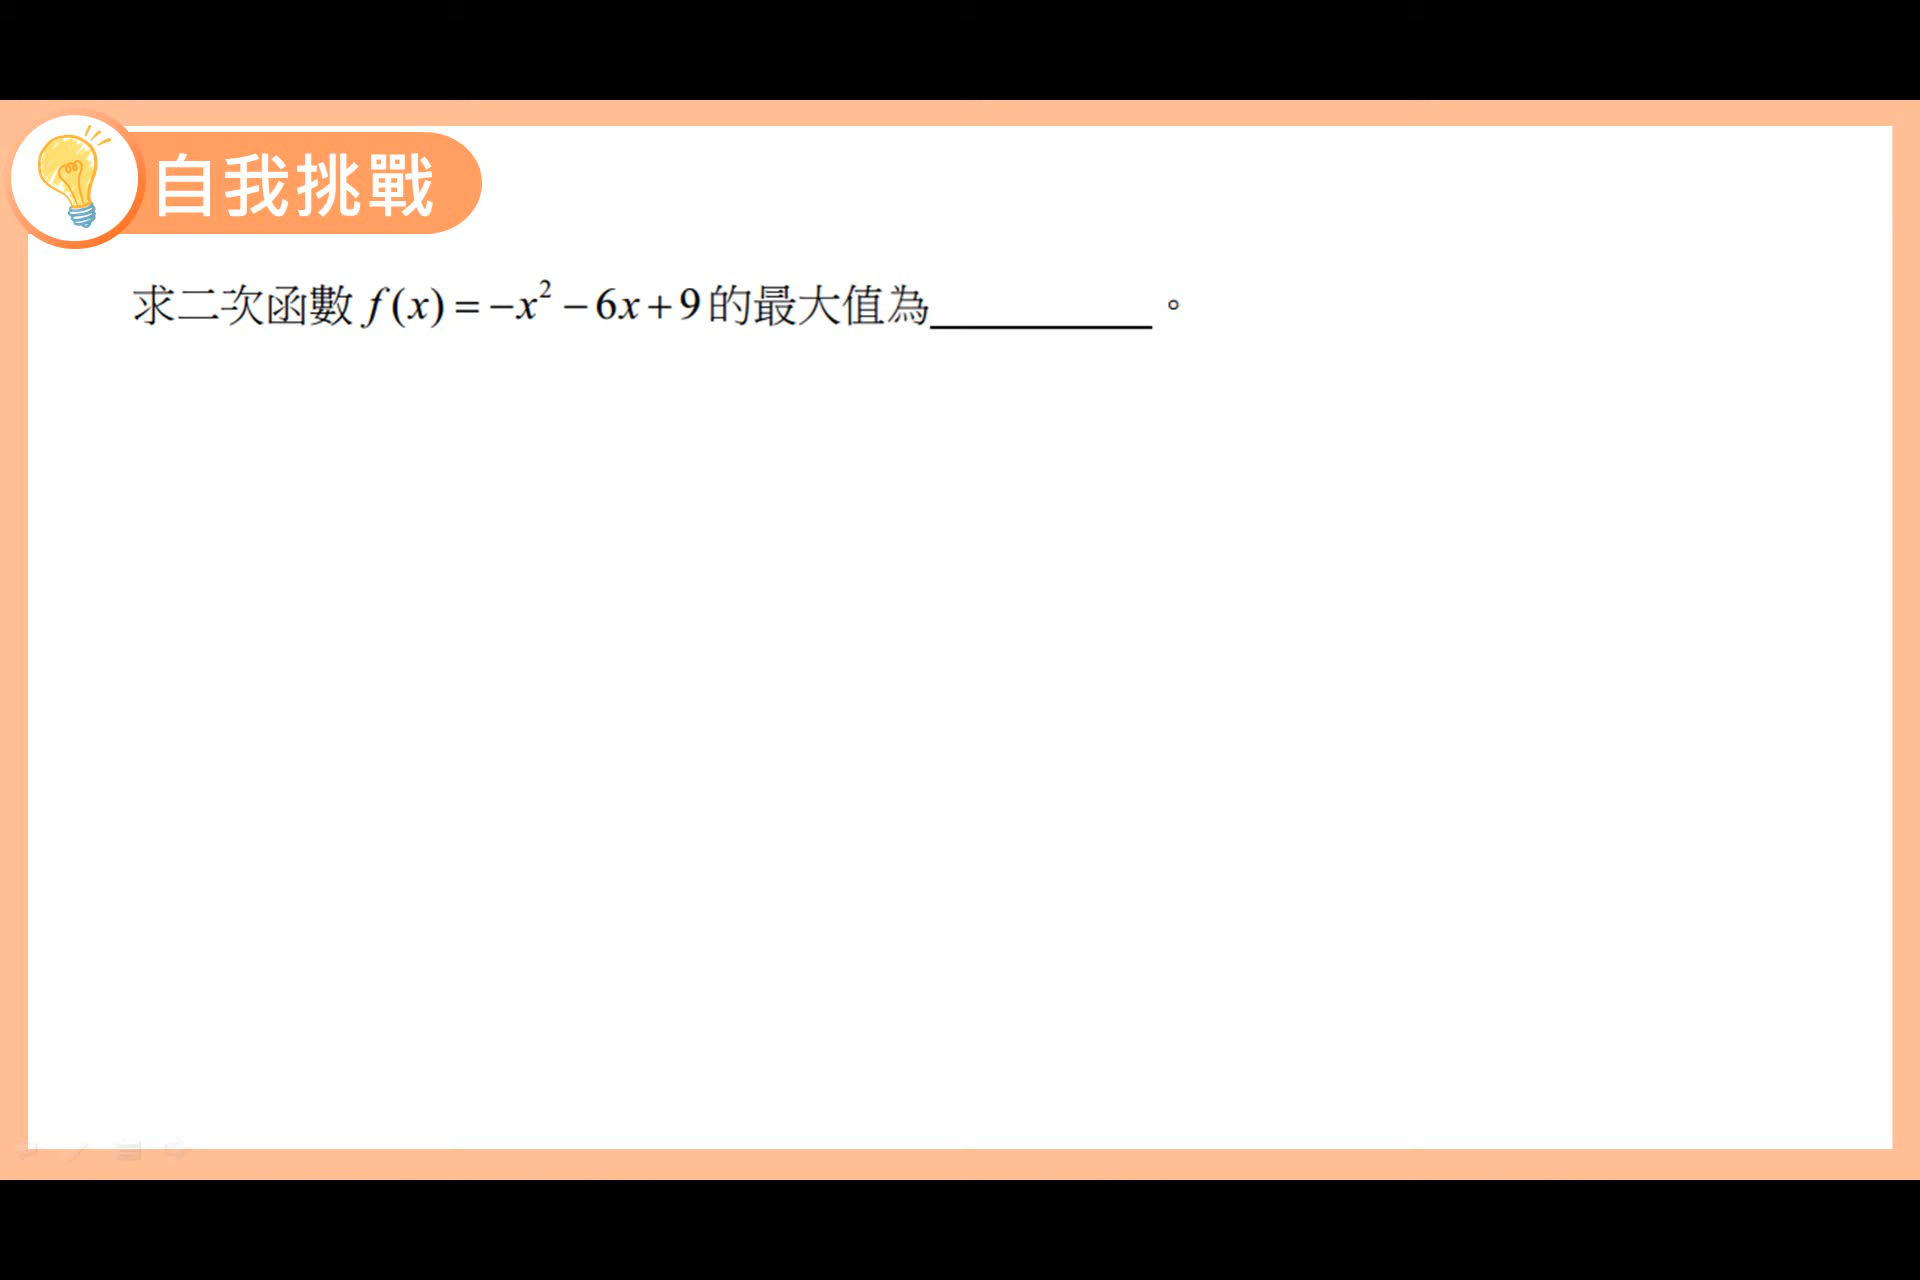 自我挑戰
求二次函數 f(x) = −x² − 6x + 9 的最大值為__________。